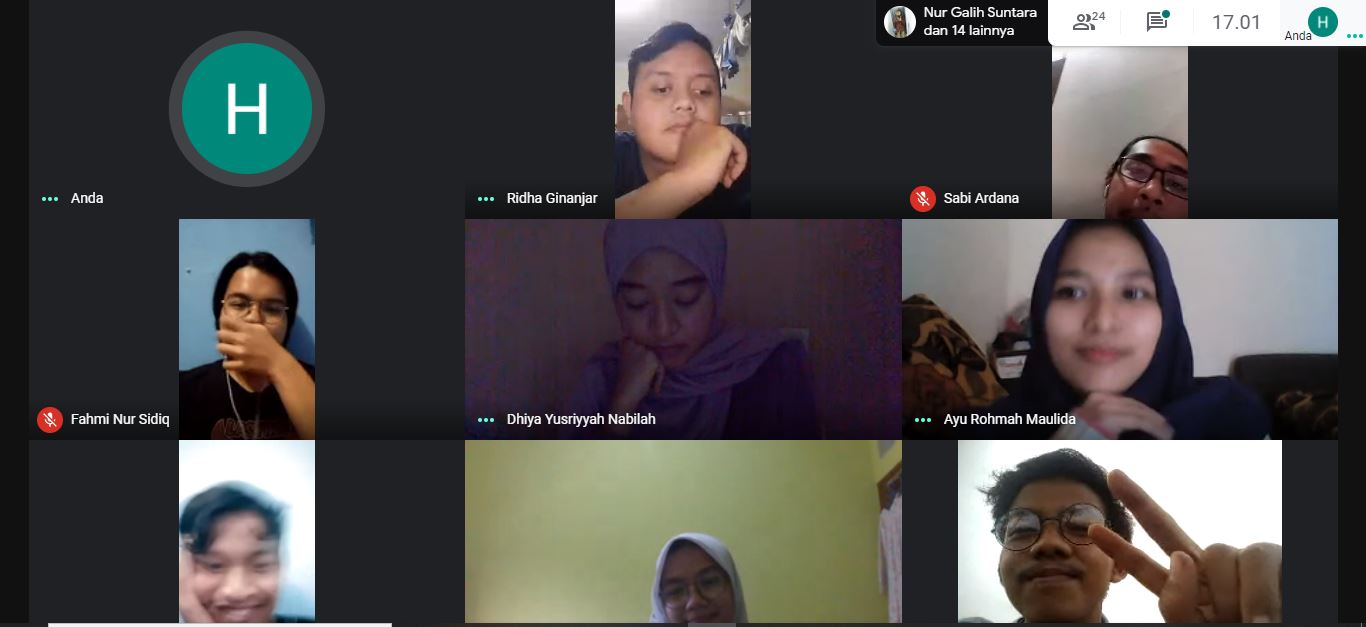 Nur Galih Suntara
dan 14 lainnya
24
17.01
H
Anda
H
Anda
Ridha Ginanjar
Sabi Ardana
Fahmi Nur Sidiq
Dhiya Yusriyyah Nabilah
Ayu Rohmah Maulida